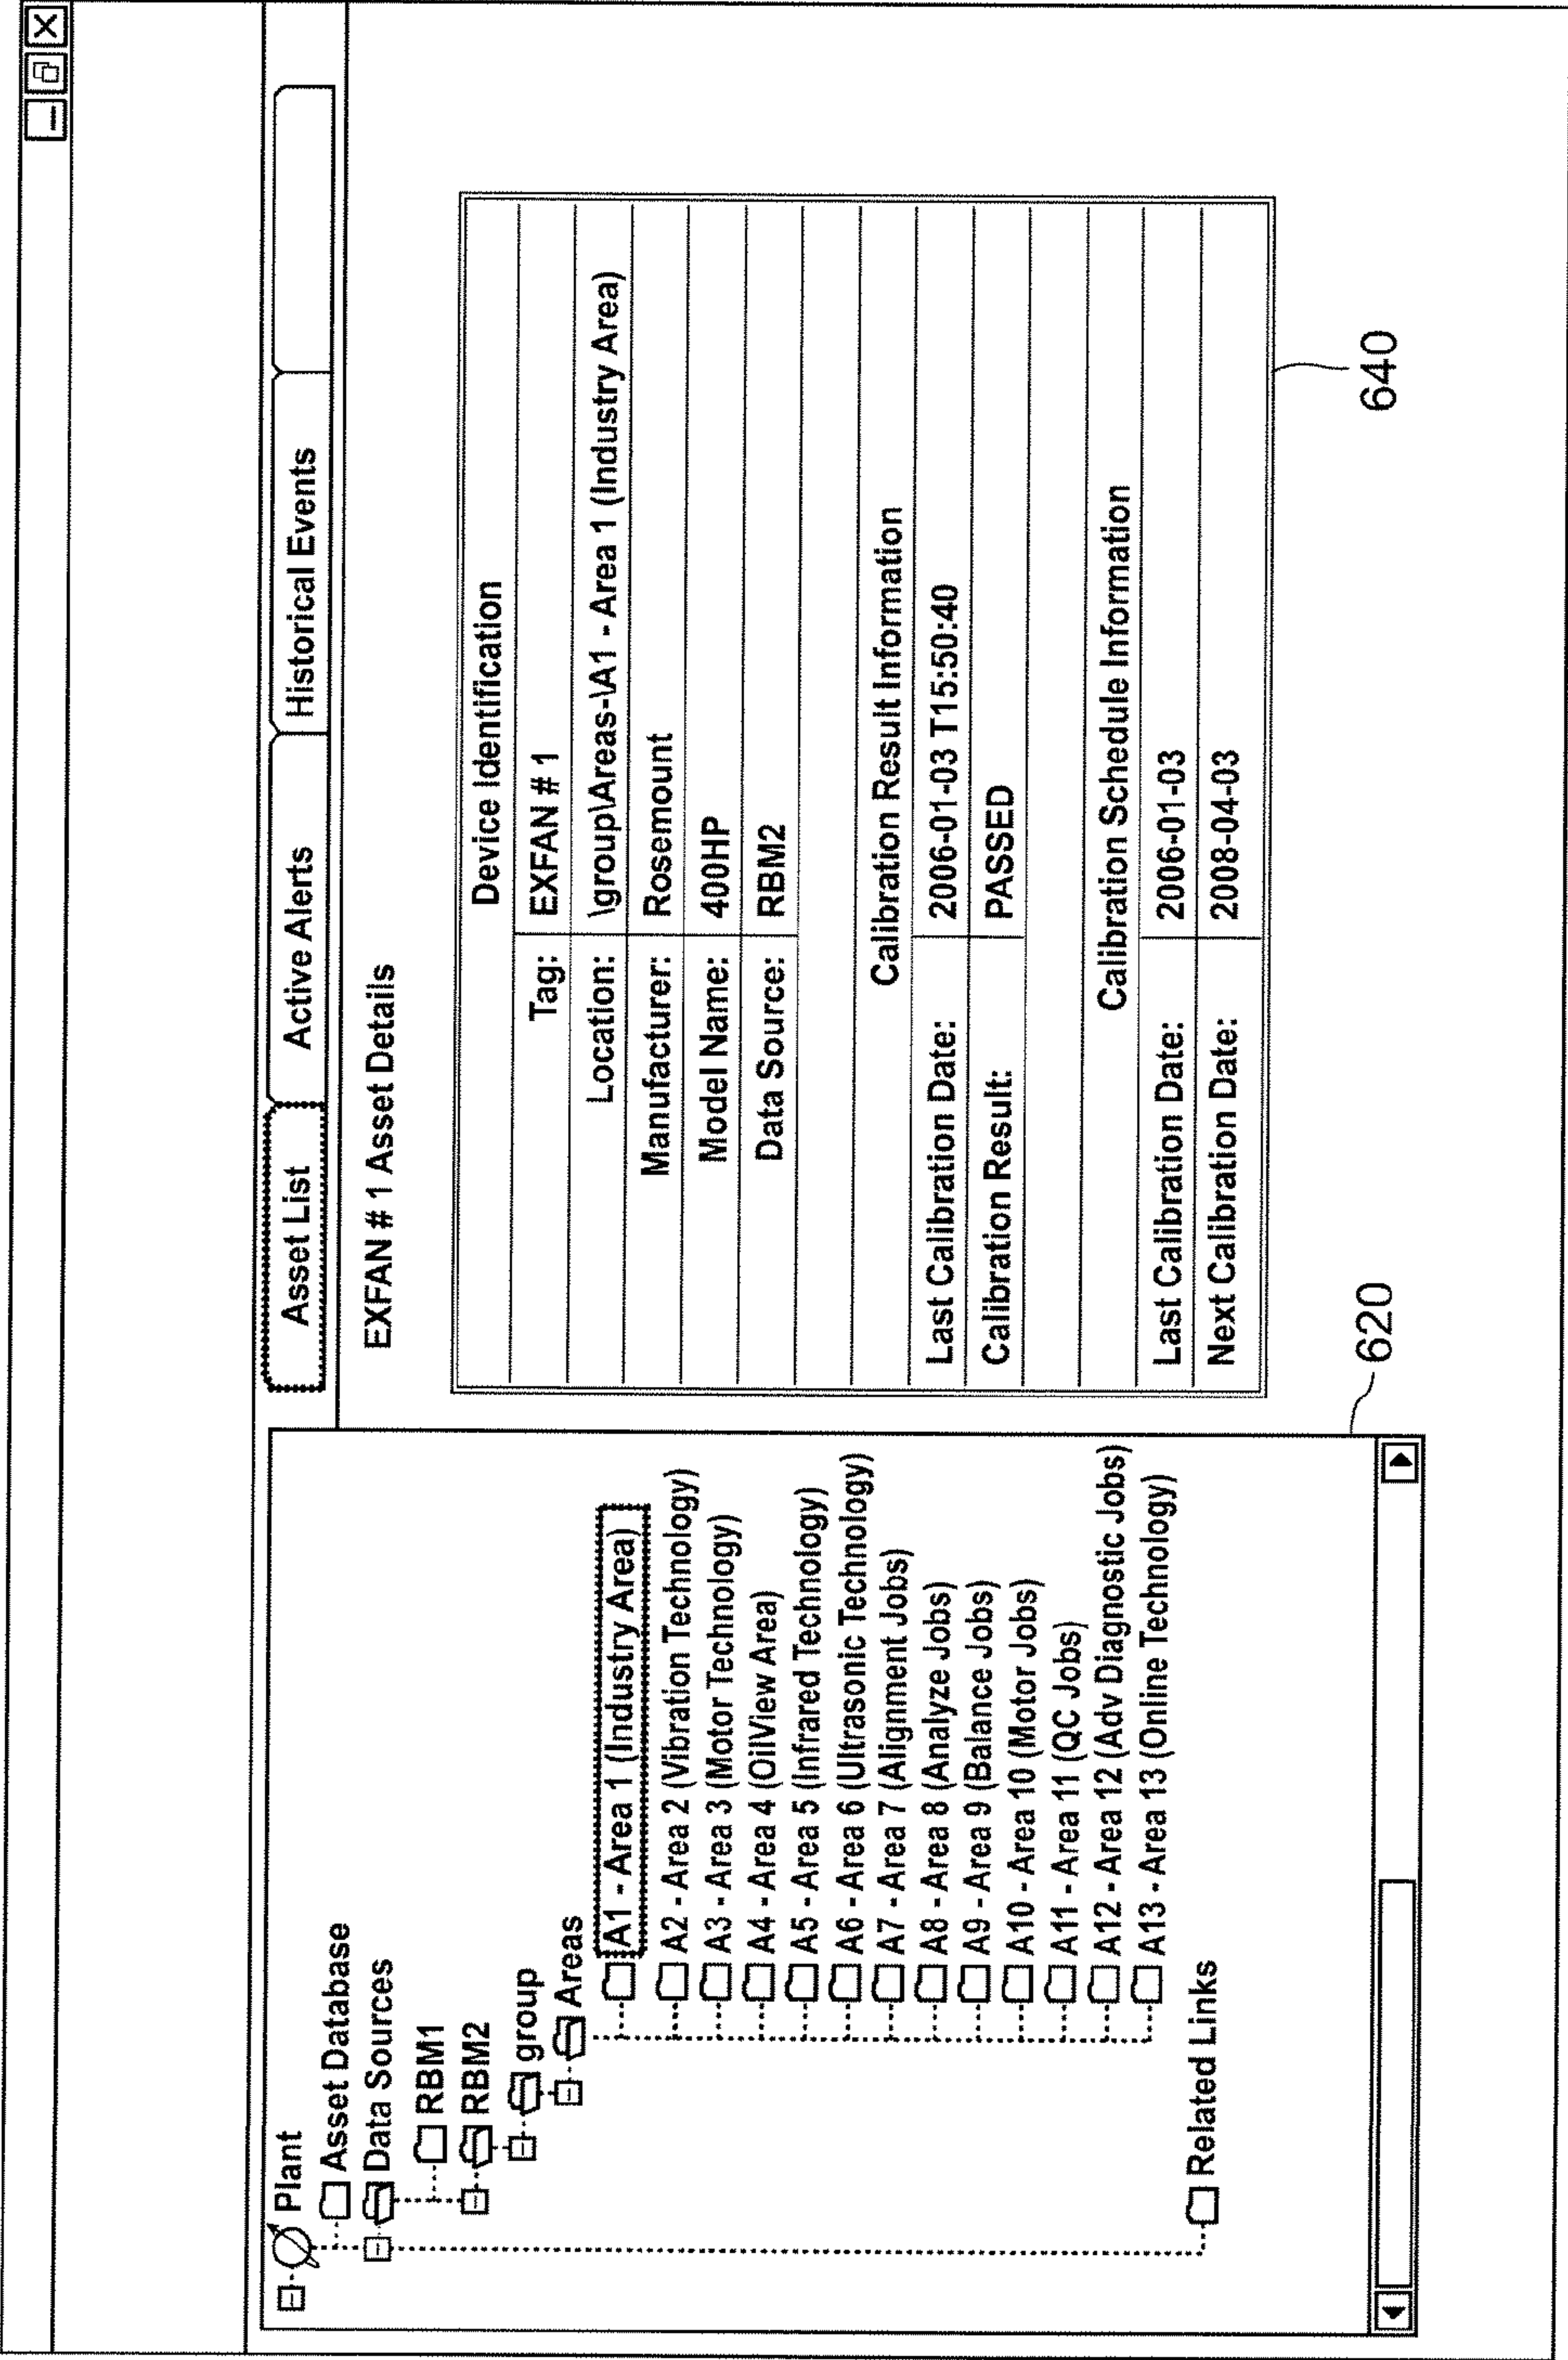 Asset List
Active Alerts
Historical Events
Plant
Asset Database
Data Sources
RBM1
RBM2
group
Areas
A1 - Area 1 (Industry Area)
A2 - Area 2 (Vibration Technology)
A3 - Area 3 (Motor Technology)
A4 - Area 4 (OilView Area)
A5 - Area 5 (Infrared Technology)
A6 - Area 6 (Ultrasonic Technology)
A7 - Area 7 (Alignment Jobs)
A8 - Area 8 (Analyze Jobs)
A9 - Area 9 (Balance Jobs)
A10 - Area 10 (Motor Jobs)
A11 - Area 11 (QC Jobs)
A12 - Area 12 (Adv Diagnostic Jobs)
A13 - Area 13 (Online Technology)
Related Links
620
EXFAN # 1 Asset Details
Device Identification
Tag: EXFAN # 1
Location: \group\Areas-\A1 - Area 1 (Industry Area)
Manufacturer: Rosemount
Model Name: 400HP
Data Source: RBM2
Calibration Result Information
Last Calibration Date: 2006-01-03 T15:50:40
Calibration Result: PASSED
Calibration Schedule Information
Last Calibration Date: 2006-01-03
Next Calibration Date: 2008-04-03
640